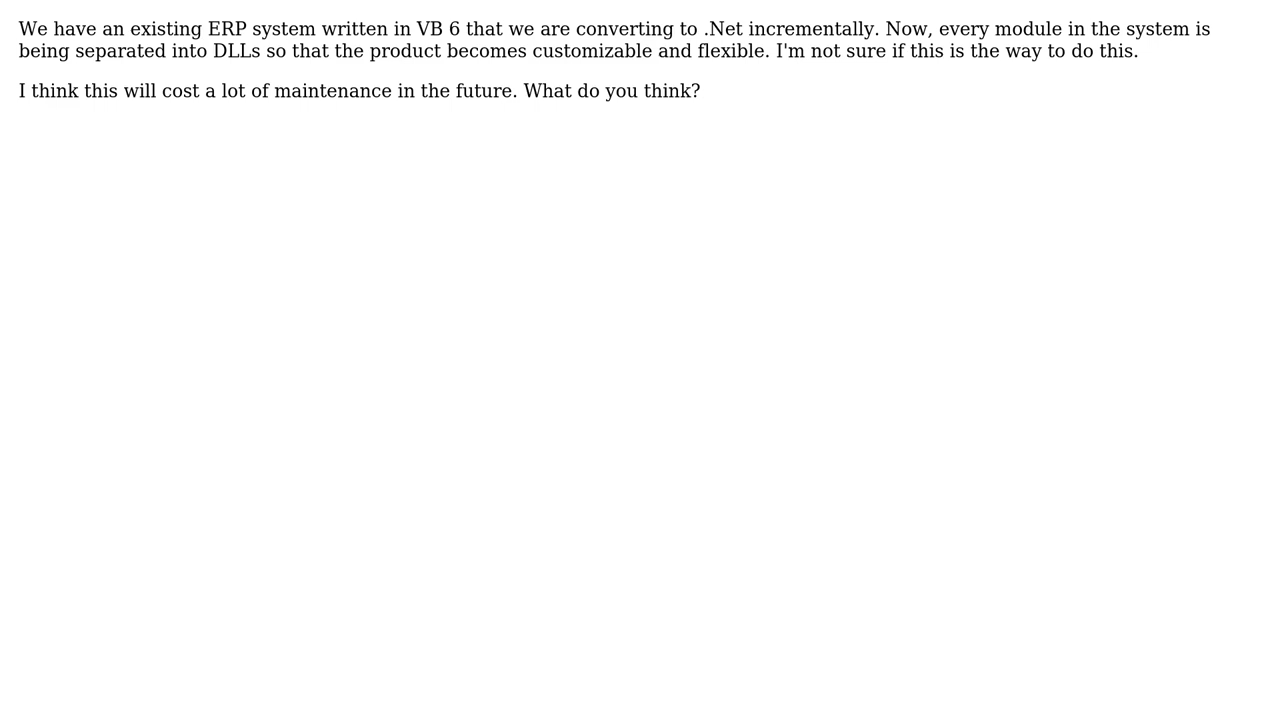 We have an existing ERP system written in VB 6 that we are converting to .Net incrementally. Now, every module in the system is
being separated into DLLs so that the product becomes customizable and flexible. I'm not sure if this is the way to do this.
I think this will cost a lot of maintenance in the future. What do you think?